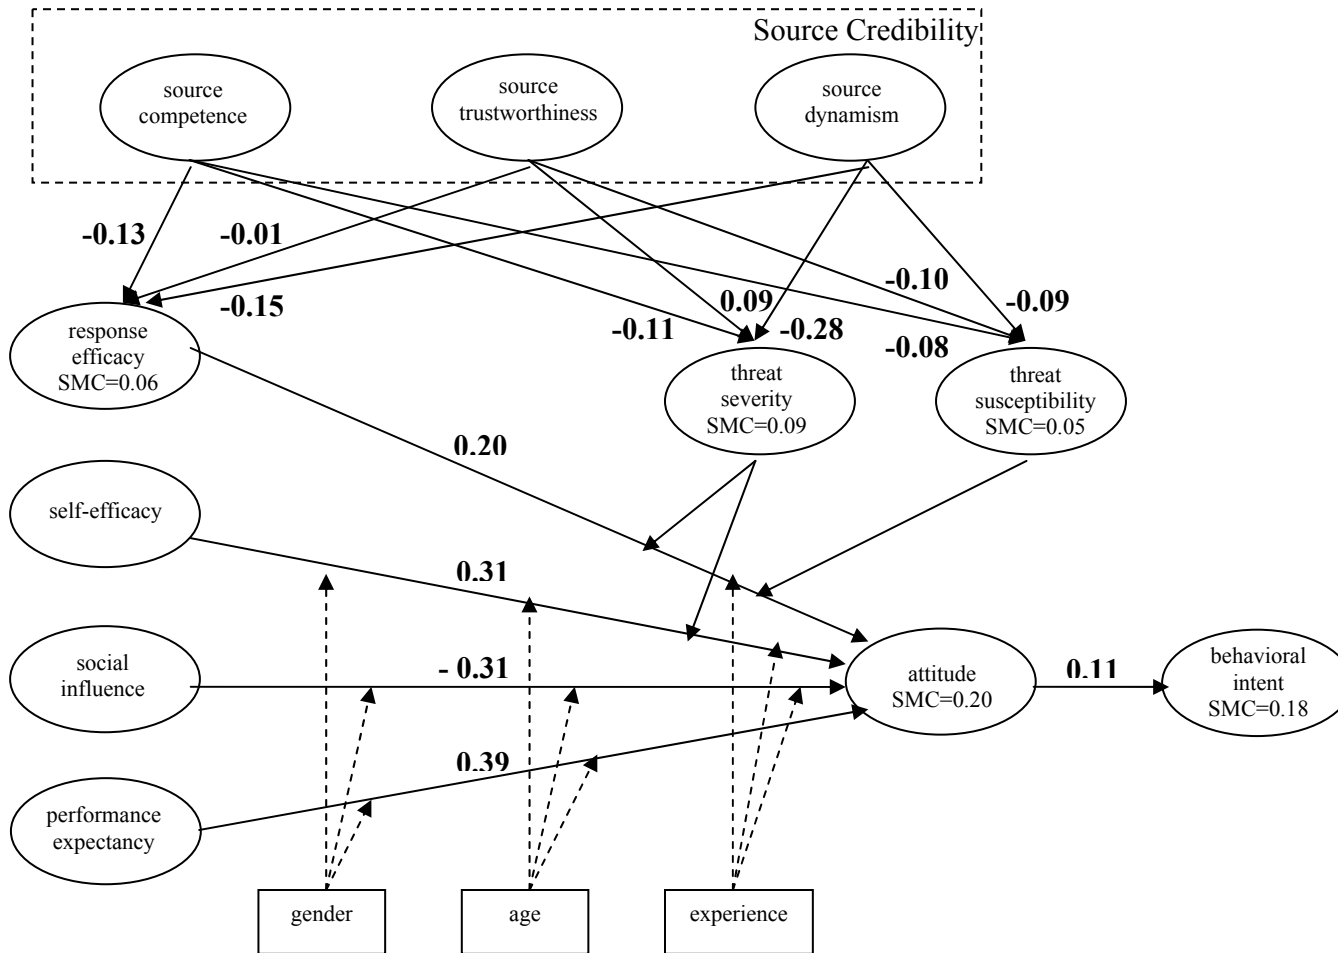 Source Credibility
source
competence
source
trustworthiness
source
dynamism
-0.13
-0.01
-0.15
-0.11
0.09
-0.28
-0.10
-0.09
-0.08
response
efficacy
SMC=0.06
threat
severity
SMC=0.09
threat
susceptibility
SMC=0.05
0.20
self-efficacy
0.31
social
influence
- 0.31
attitude
SMC=0.20
0.11
behavioral
intent
SMC=0.18
0.39
performance
expectancy
gender
age
experience